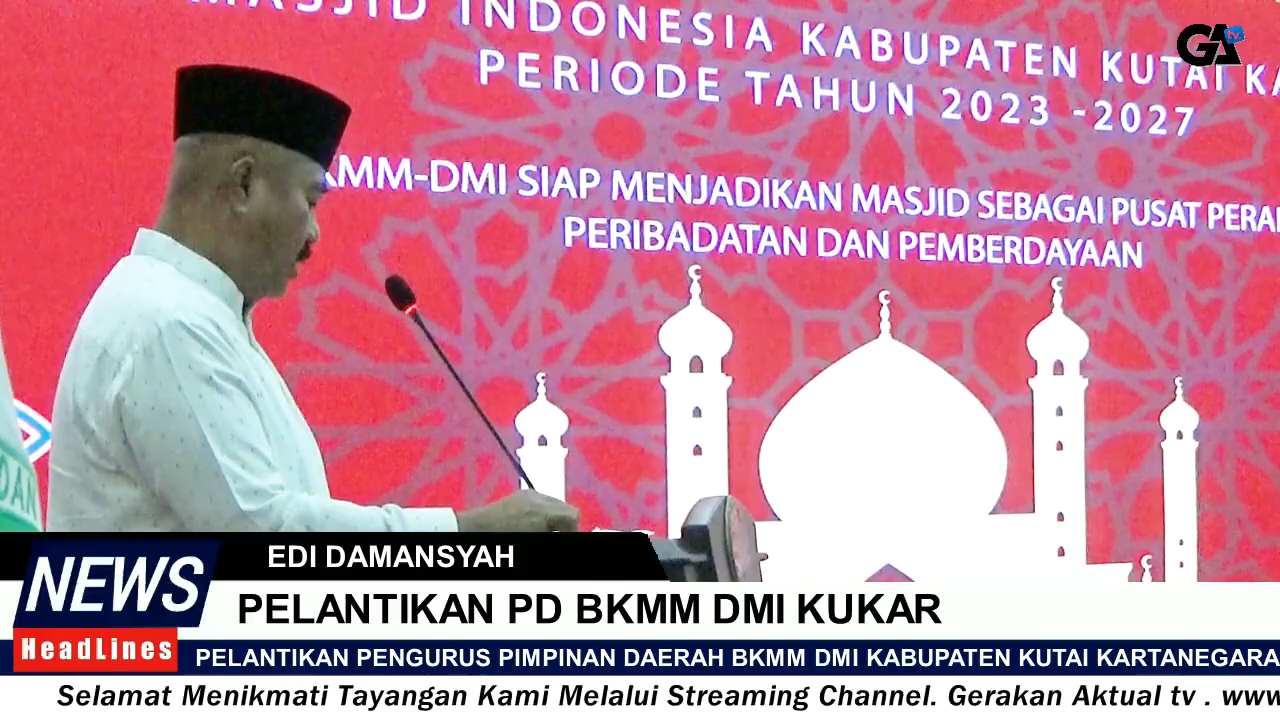 MASJID INDONESIA KABUPATEN KUTAI
PERIODE TAHUN 2023 -2027
KMM-DMI SIAP MENJADIKAN MASJID SEBAGAI PUSAT
PERIBADATAN DAN PEMBERDAYAAN
GA tv.
DAN
EDI DAMANSYAH
NEWS
PELANTIKAN PD BKMM DMI KUKAR
HeadLines
PELANTIKAN PENGURUS PIMPINAN DAERAH BKMM DMI KABUPATEN KUTAI KARTANEGARA
Selamat Menikmati Tayangan Kami Melalui Streaming Channel. Gerakan Aktual tv . www